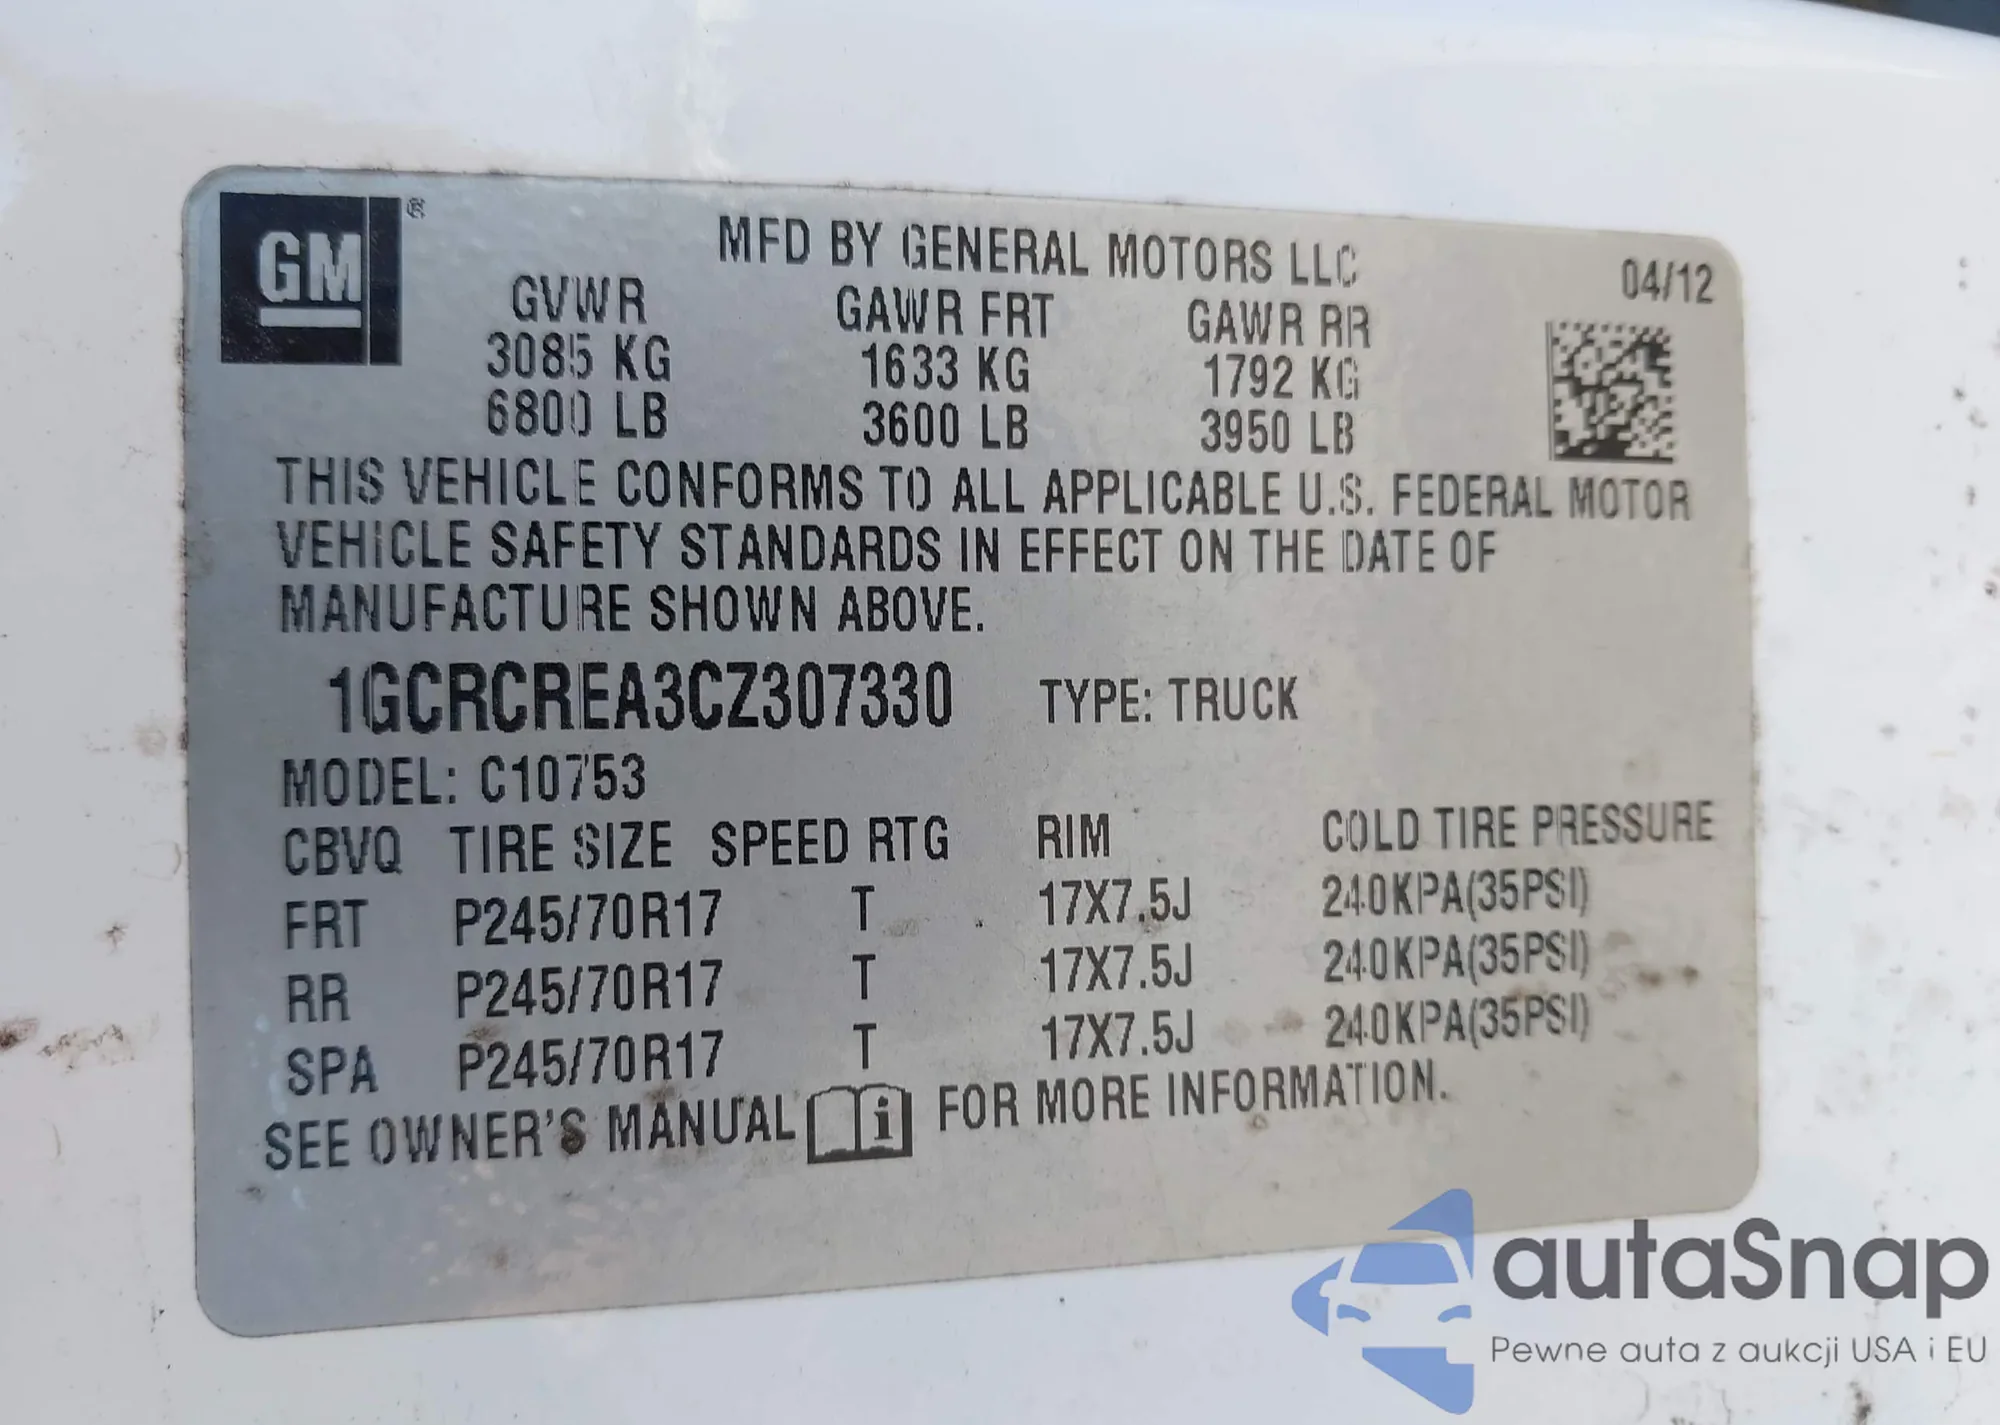 GM ®
MFD BY GENERAL MOTORS LLC
04/12
GVWR GAWR FRT GAWR RR
3085 KG 1633 KG 1792 KG
6800 LB 3600 LB 3950 LB
THIS VEHICLE CONFORMS TO ALL APPLICABLE U.S. FEDERAL MOTOR
VEHICLE SAFETY STANDARDS IN EFFECT ON THE DATE OF
MANUFACTURE SHOWN ABOVE.
1GCRCREA3CZ307330 TYPE: TRUCK
MODEL: C10753
CBVQ TIRE SIZE SPEED RTG RIM COLD TIRE PRESSURE
FRT P245/70R17 T 17X7.5J 240KPA(35PSI)
RR P245/70R17 T 17X7.5J 240KPA(35PSI)
SPA P245/70R17 T 17X7.5J 240KPA(35PSI)
SEE OWNER'S MANUAL i FOR MORE INFORMATION.
autaSnap
Pewne auta z aukcji USA i EU